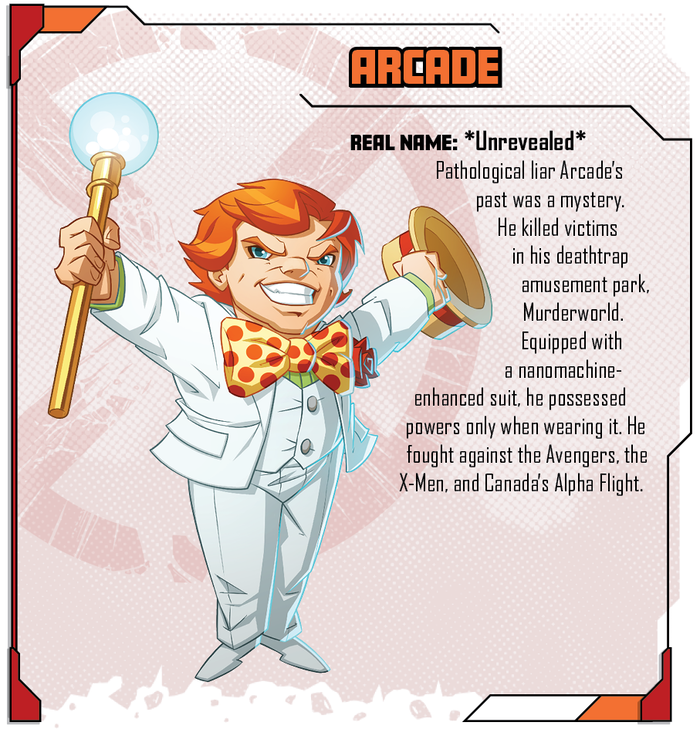 ARCADE
REAL NAME: *Unrevealed*
Pathological liar Arcade's
past was a mystery.
He killed victims
in his deathtrap
amusement park,
Murderworld.
Equipped with
a nanomachine-
enhanced suit, he possessed
powers only when wearing it. He
fought against the Avengers, the
X-Men, and Canada's Alpha Flight.